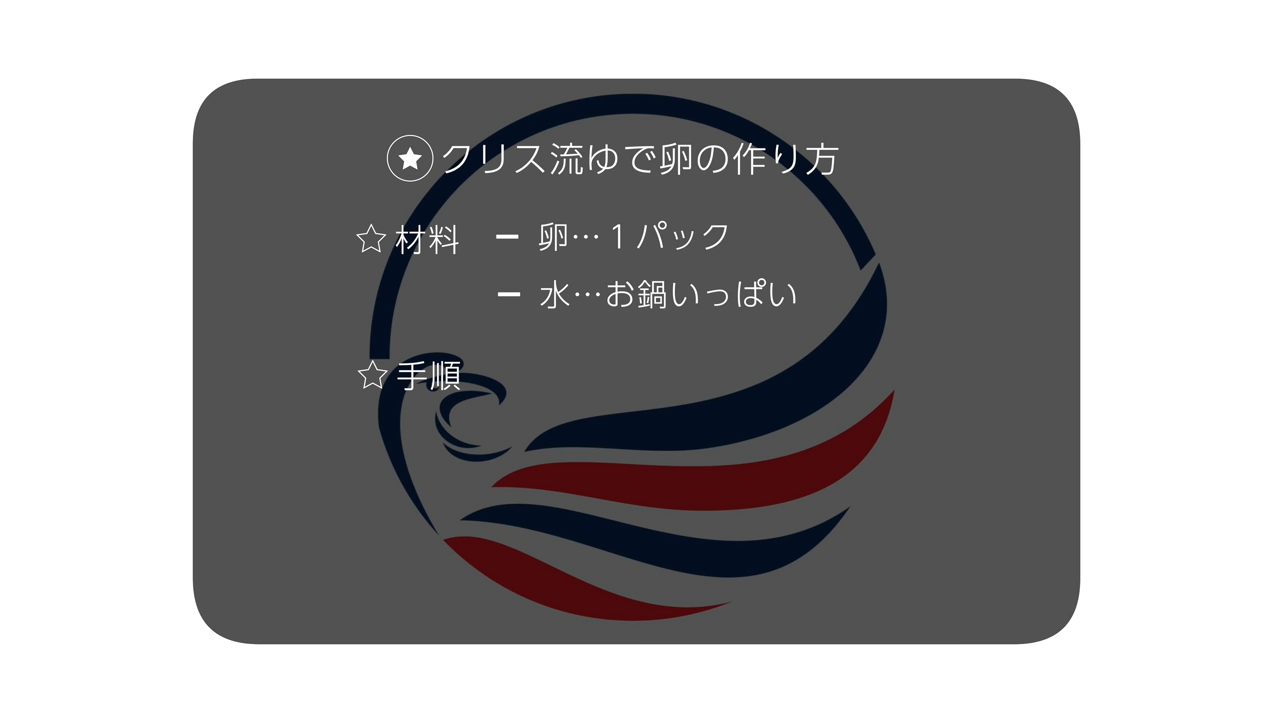 ★クリス流ゆで卵の作り方
☆材料 ー 卵…１パック
ー 水…お鍋いっぱい
☆手順